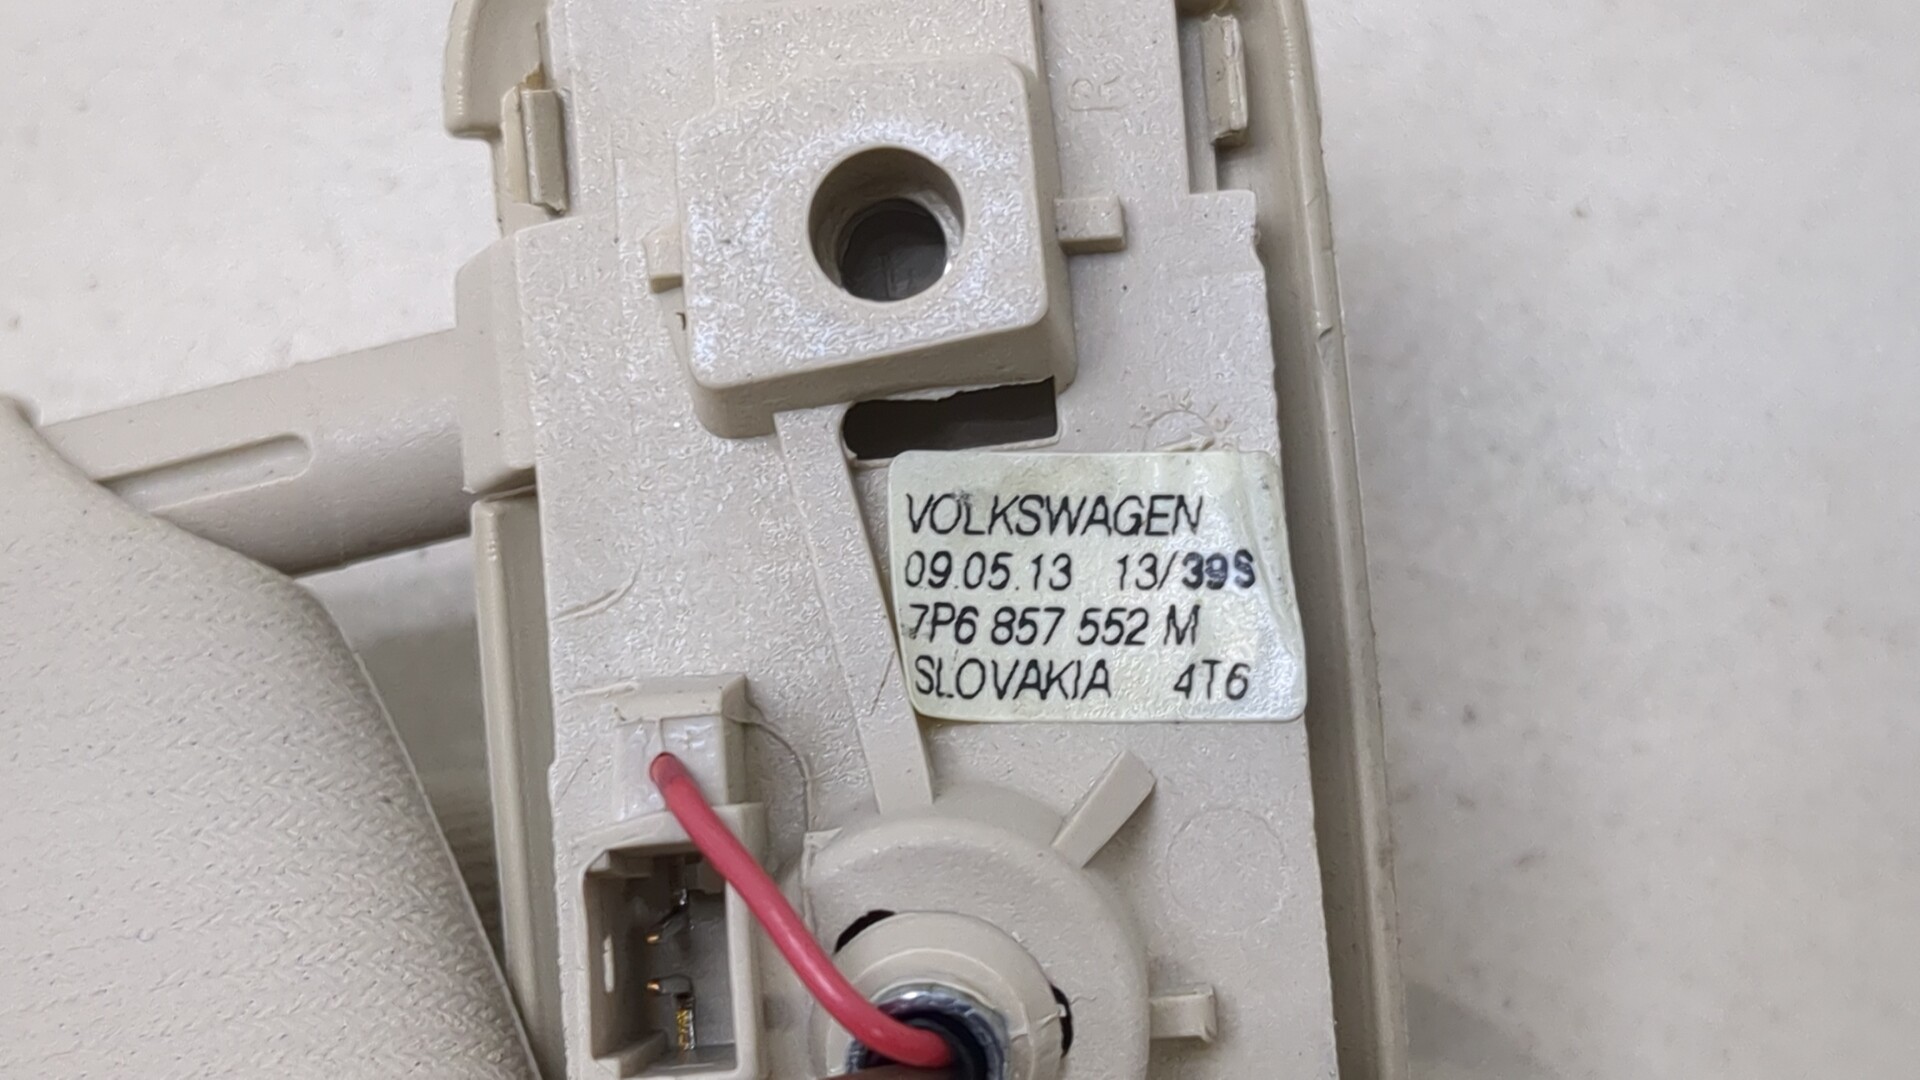 R
VOLKSWAGEN
09.05.13 13/39S
7P6 857 552 M
SLOVAKIA 4T6